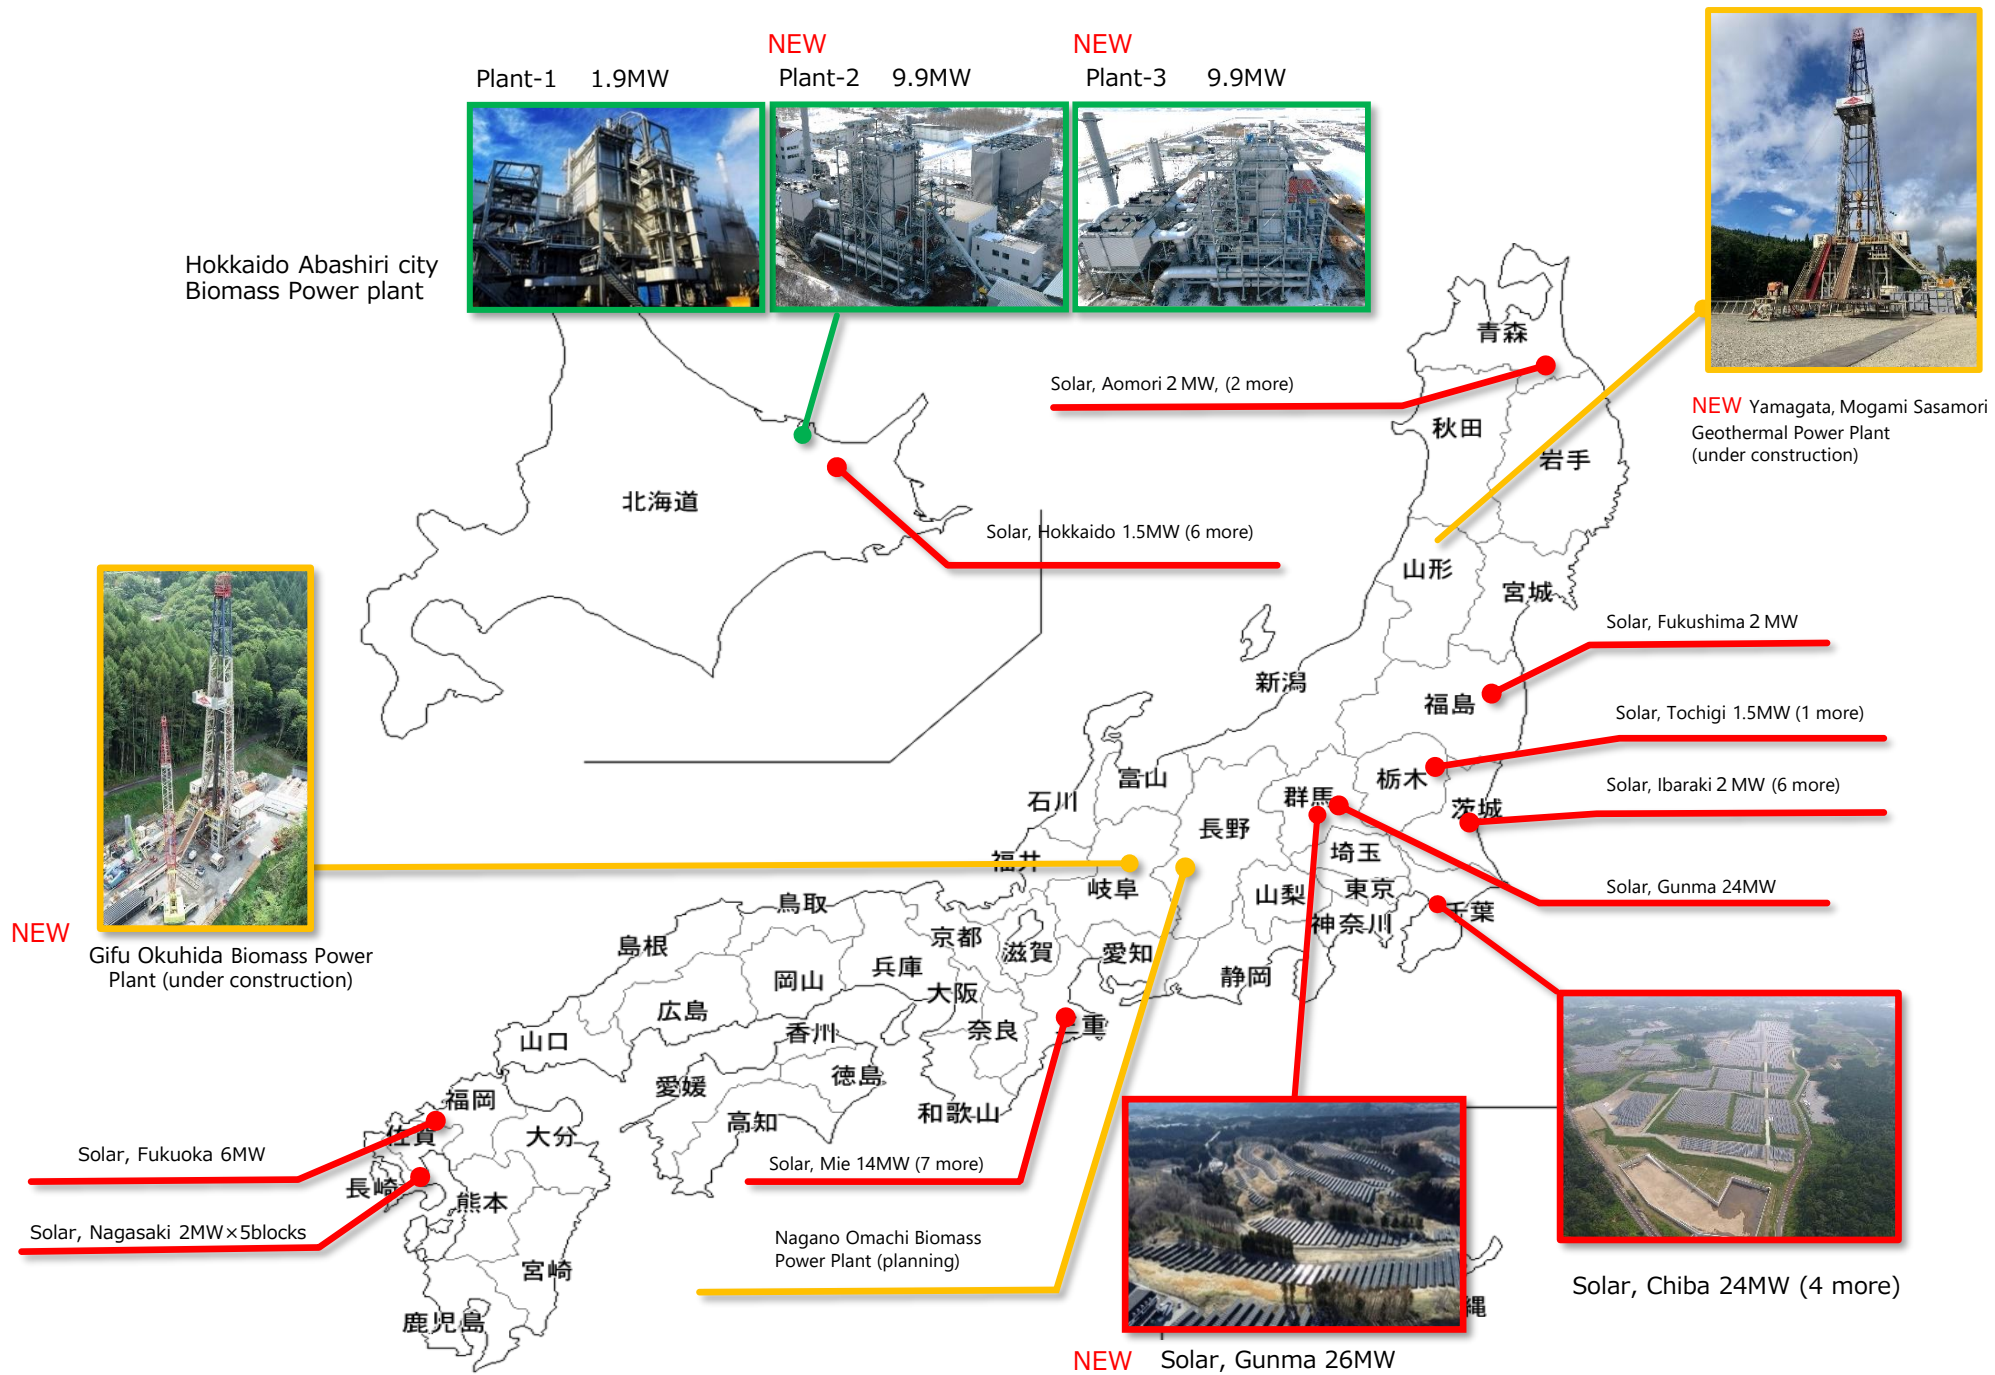 NEW
NEW
Plant-1 1.9MW
Plant-2 9.9MW
Plant-3 9.9MW
Hokkaido Abashiri city
Biomass Power plant
青森
Solar, Aomori 2 MW, (2 more)
NEW Yamagata, Mogami Sasamori
Geothermal Power Plant
(under construction)
秋田
岩手
北海道
Solar, Hokkaido 1.5MW (6 more)
山形
宮城
Solar, Fukushima 2 MW
新潟
福島
Solar, Tochigi 1.5MW (1 more)
富山
栃木
Solar, Ibaraki 2 MW (6 more)
石川
群馬
茨城
長野
埼玉
福井
岐阜
山梨
東京
Solar, Gunma 24MW
千葉
鳥取
神奈川
NEW
島根
京都
滋賀
愛知
Gifu Okuhida Biomass Power
Plant (under construction)
岡山
兵庫
静岡
大阪
広島
奈良
三重
山口
香川
愛媛
徳島
福岡
和歌山
高知
佐賀
大分
Solar, Fukuoka 6MW
Solar, Mie 14MW (7 more)
長崎
熊本
Solar, Nagasaki 2MW×5blocks
Nagano Omachi Biomass
Power Plant (planning)
宮崎
Solar, Chiba 24MW (4 more)
縄
鹿児島
NEW Solar, Gunma 26MW